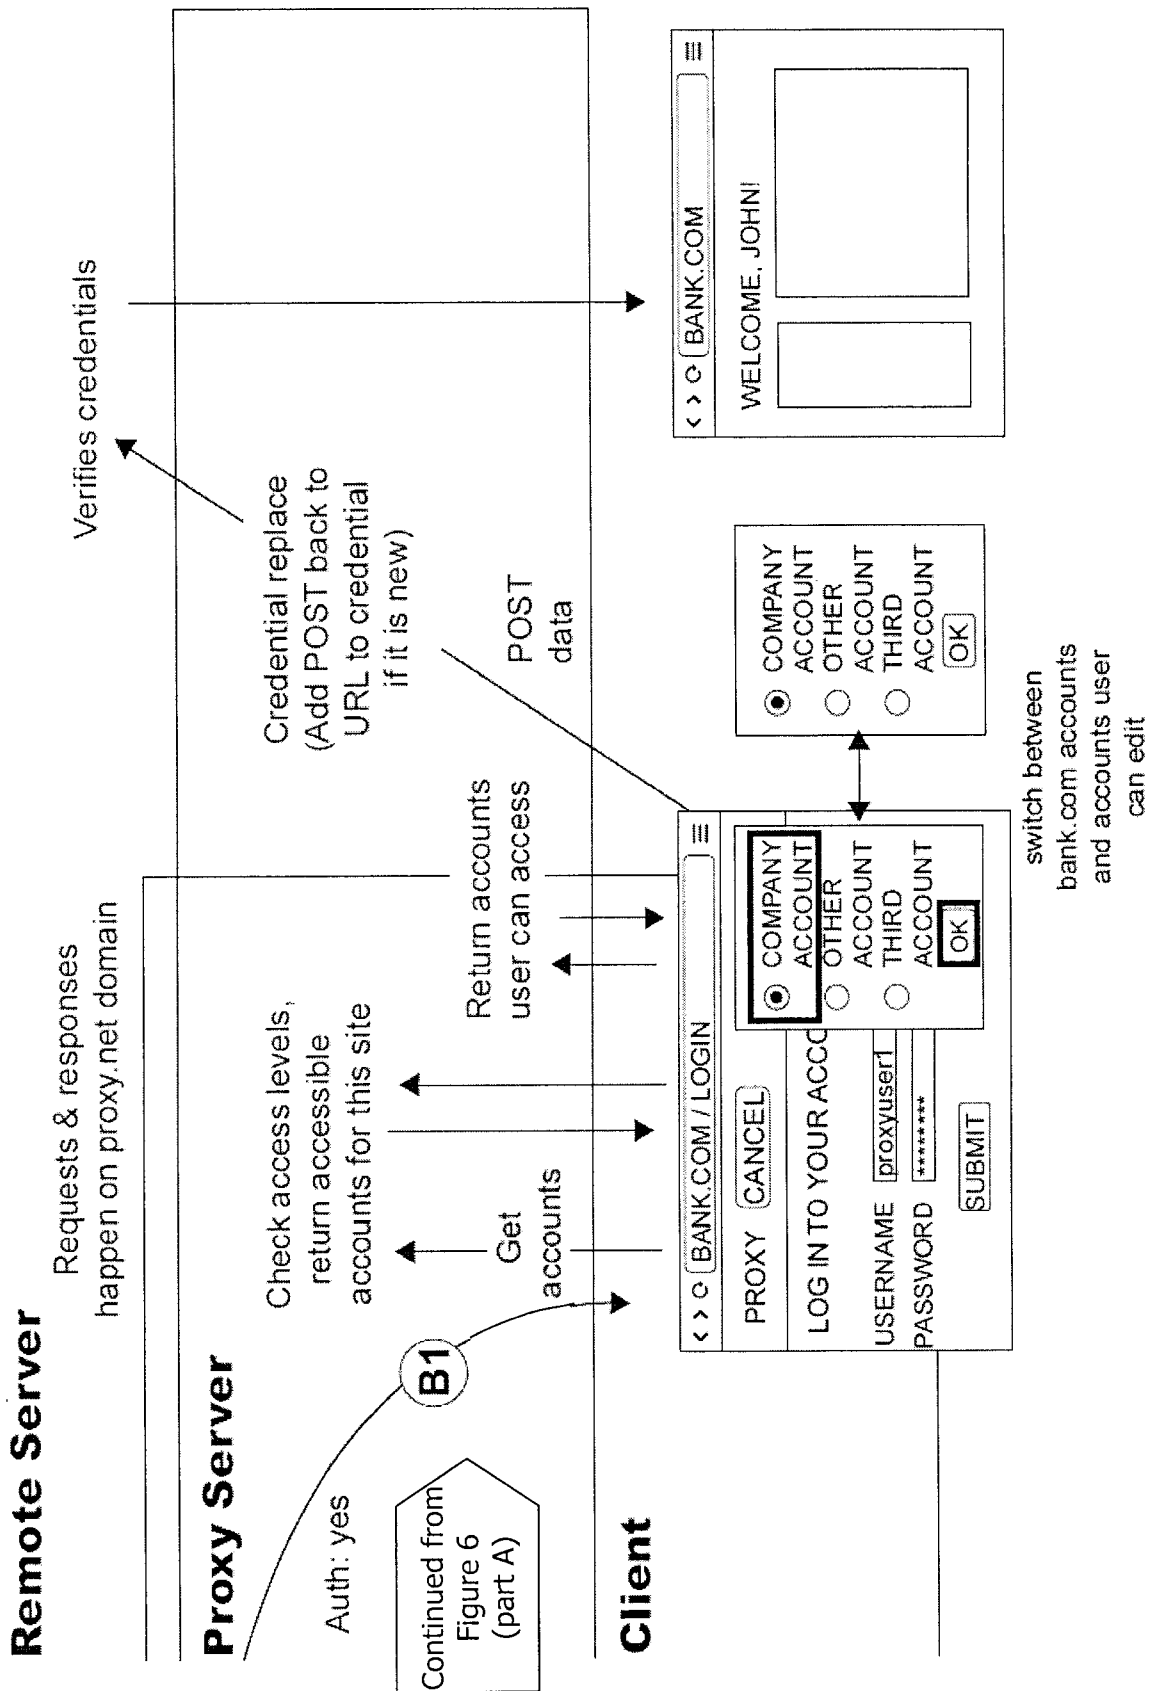 Remote Server
Requests & responses
happen on proxy.net domain
Verifies credentials
Proxy Server
Auth: yes
Continued from
Figure 6
(part A)
B1
Check access levels,
return accessible
accounts for this site
Get
accounts
Return accounts
user can access
Credential replace
(Add POST back to
URL to credential
if it is new)
POST
data
Client
BANK.COM / LOGIN
PROXY CANCEL
LOG IN TO YOUR ACCO
USERNAME proxyuser1
PASSWORD ********
SUBMIT
COMPANY
ACCOUNT
OTHER
ACCOUNT
THIRD
ACCOUNT
OK
COMPANY
ACCOUNT
OTHER
ACCOUNT
THIRD
ACCOUNT
OK
switch between
bank.com accounts
and accounts user
can edit
BANK.COM
WELCOME, JOHN!